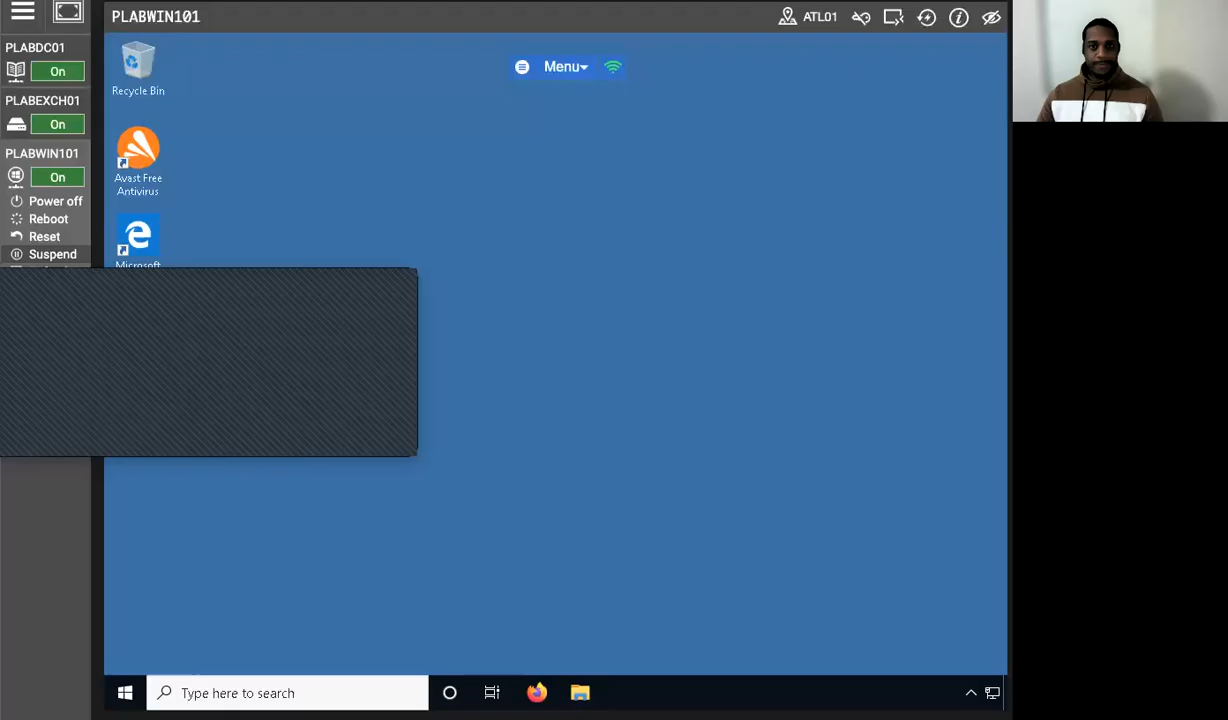 PLABWIN101
ATL01
PLABDC01
On
PLABEXCH01
On
PLABWIN101
On
Power off
Reboot
Reset
Suspend
Menu
Recycle Bin
Avast Free
Antivirus
Microsoft
Type here to search